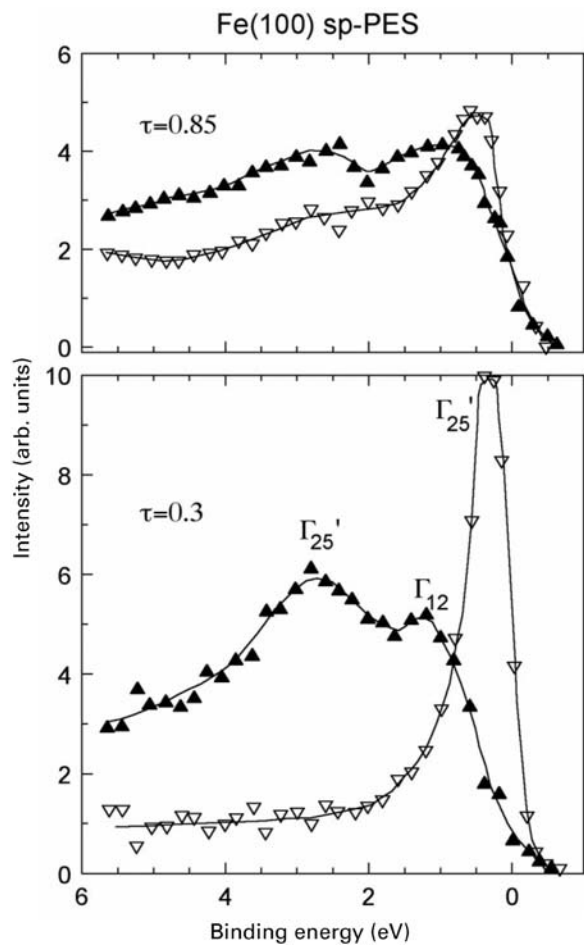 Fe(100) sp-PES
6
τ=0.85
4
2
0
Intensity (arb. units)
10
Γ25'
8
τ=0.3
Γ25'
6
Γ12
4
2
0
6 4 2 0
Binding energy (eV)